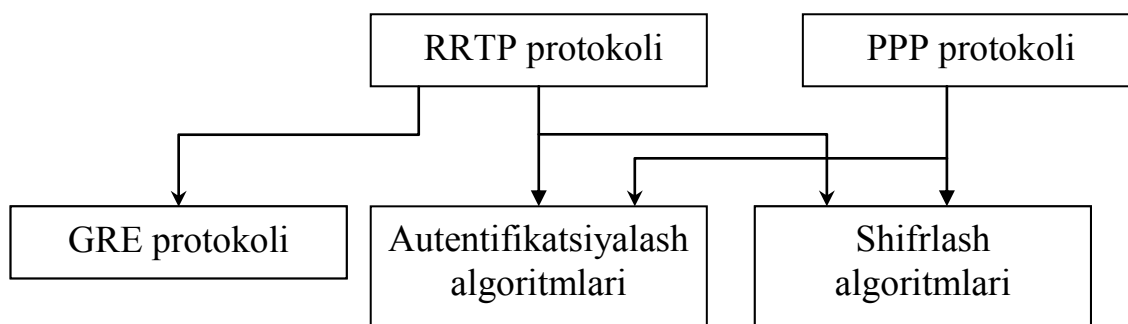 RRTP protokoli
PPP protokoli
GRE protokoli
Autentifikatsiyalash
algoritmlari
Shifrlash
algoritmlari